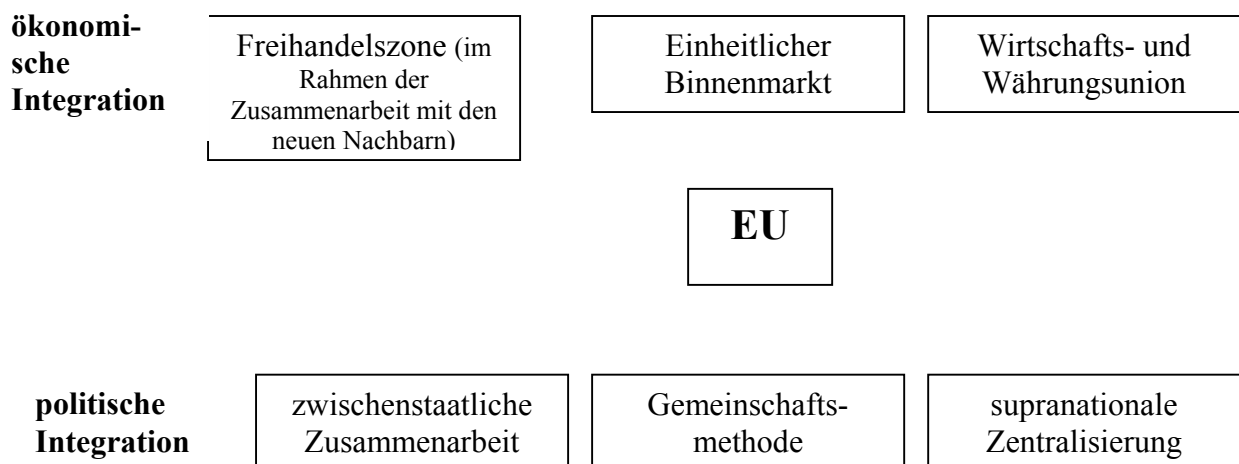 ökonomi-
sche
Integration
Freihandelszone (im
Rahmen der
Zusammenarbeit mit den
neuen Nachbarn)
Einheitlicher
Binnenmarkt
Wirtschafts- und
Währungsunion
EU
politische
Integration
zwischenstaatliche
Zusammenarbeit
Gemeinschafts-
methode
supranationale
Zentralisierung